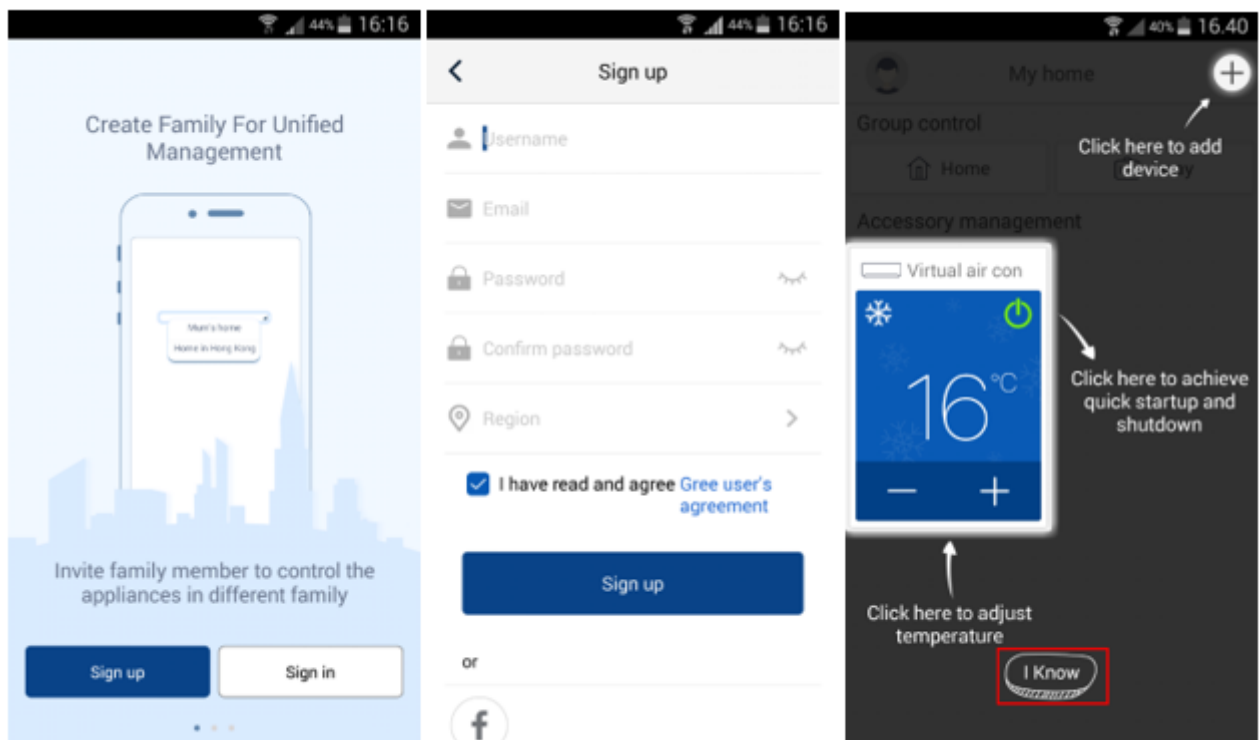 44% 16:16
Create Family For Unified
Management
Mum's home
Home in Hong Kong
Invite family member to control the
appliances in different family
Sign up
Sign in
44% 16:16
Sign up
Username
Email
Password
Confirm password
Region
I have read and agree Gree user's
agreement
Sign up
or
f
40% 16.40
My home
Group control
Click here to add
device
Home
Accessory management
Virtual air con
16°C
Click here to achieve
quick startup and
shutdown
− +
Click here to adjust
temperature
I Know